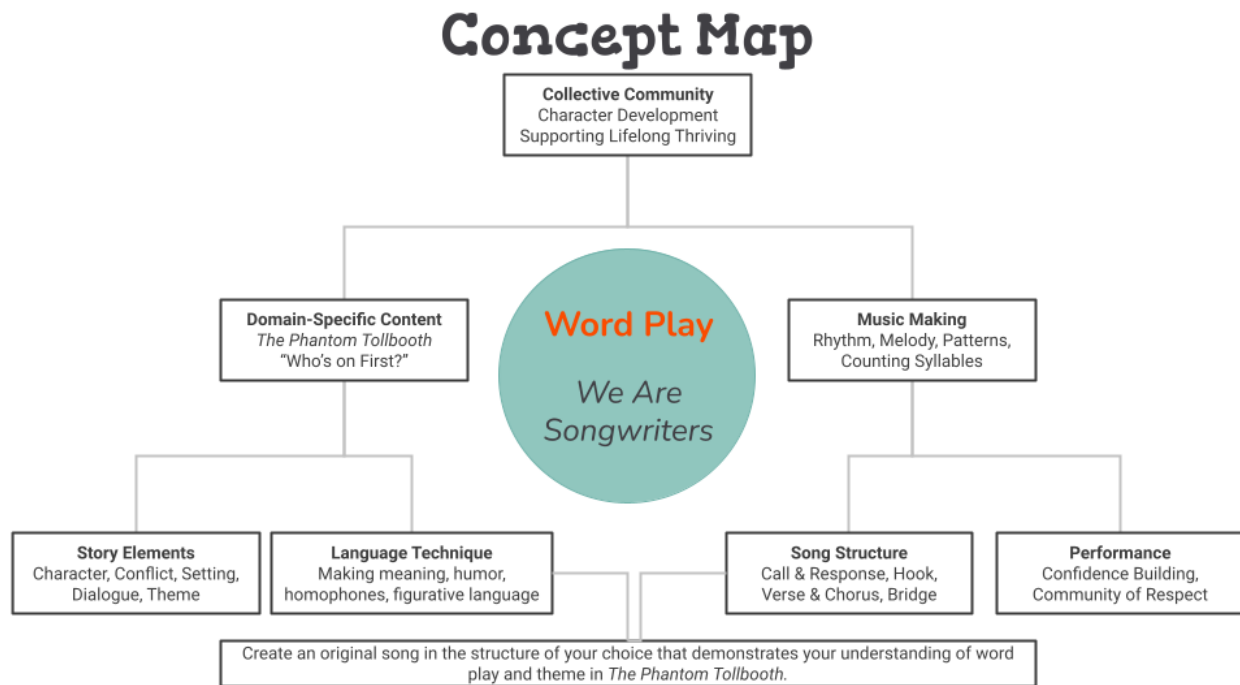 Concept Map
Collective Community
Character Development
Supporting Lifelong Thriving
Domain-Specific Content
The Phantom Tollbooth
“Who’s on First?”
Word Play
We Are
Songwriters
Music Making
Rhythm, Melody, Patterns,
Counting Syllables
Story Elements
Character, Conflict, Setting,
Dialogue, Theme
Language Technique
Making meaning, humor,
homophones, figurative language
Song Structure
Call & Response, Hook,
Verse & Chorus, Bridge
Performance
Confidence Building,
Community of Respect
Create an original song in the structure of your choice that demonstrates your understanding of word
play and theme in The Phantom Tollbooth.